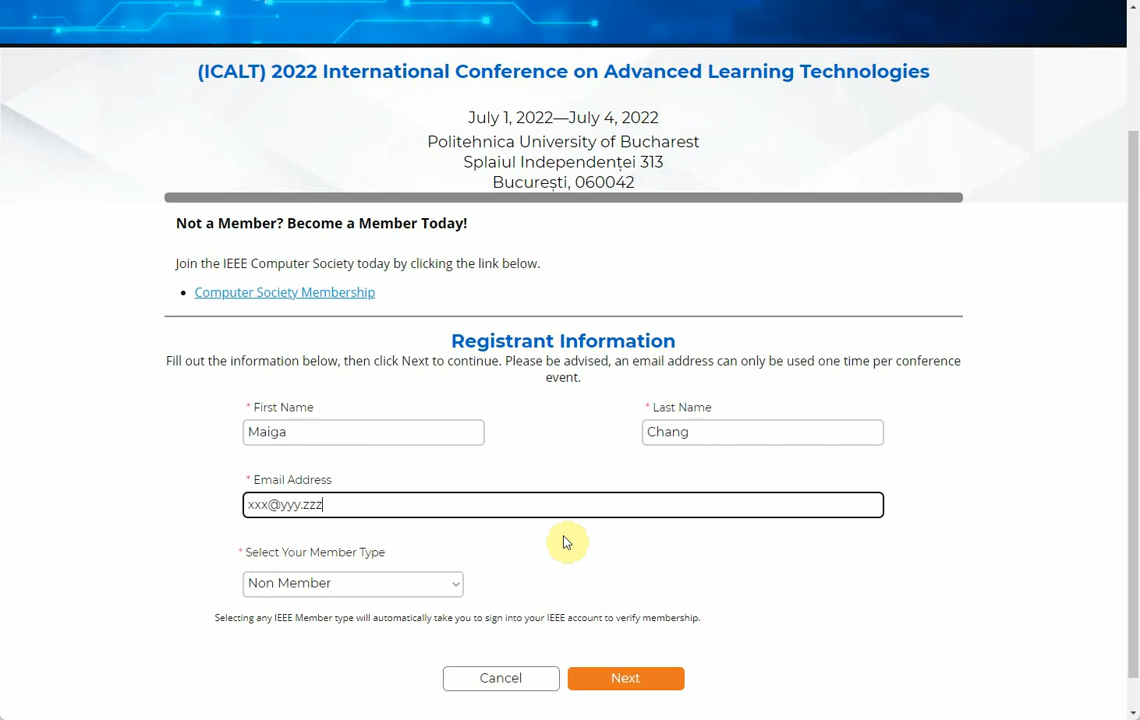 (ICALT) 2022 International Conference on Advanced Learning Technologies
July 1, 2022—July 4, 2022
Politehnica University of Bucharest
Splaiul Independenței 313
București, 060042
Not a Member? Become a Member Today!
Join the IEEE Computer Society today by clicking the link below.
• Computer Society Membership
Registrant Information
Fill out the information below, then click Next to continue. Please be advised, an email address can only be used one time per conference
event.
* First Name
* Last Name
Maiga
Chang
* Email Address
xxx@yyy.zzz
* Select Your Member Type
Non Member
Selecting any IEEE Member type will automatically take you to sign into your IEEE account to verify membership.
Cancel
Next